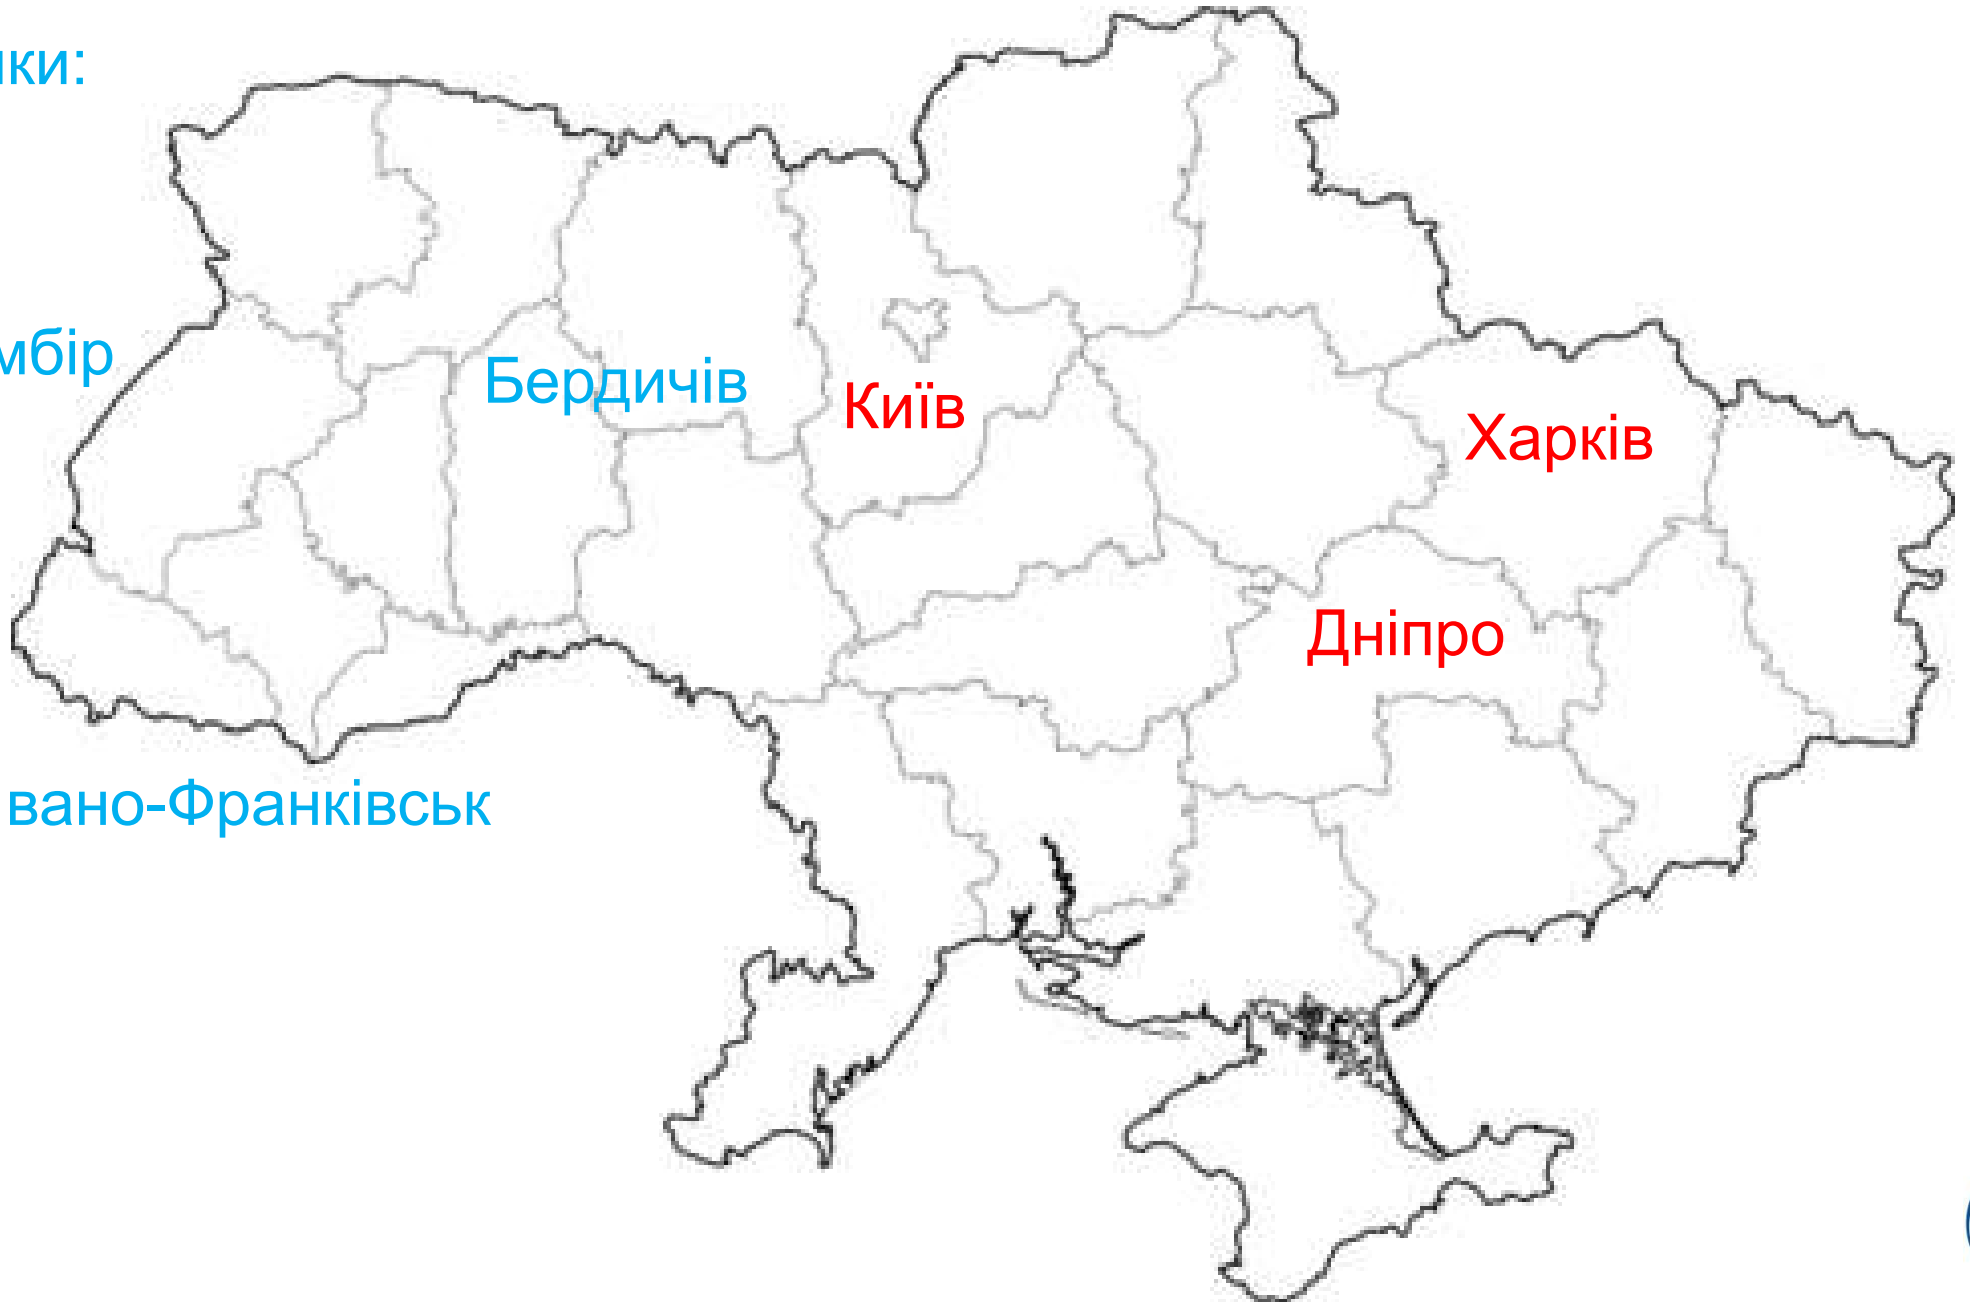 ики:
мбір
Бердичів
Київ
Харків
Дніпро
вано-Франківськ